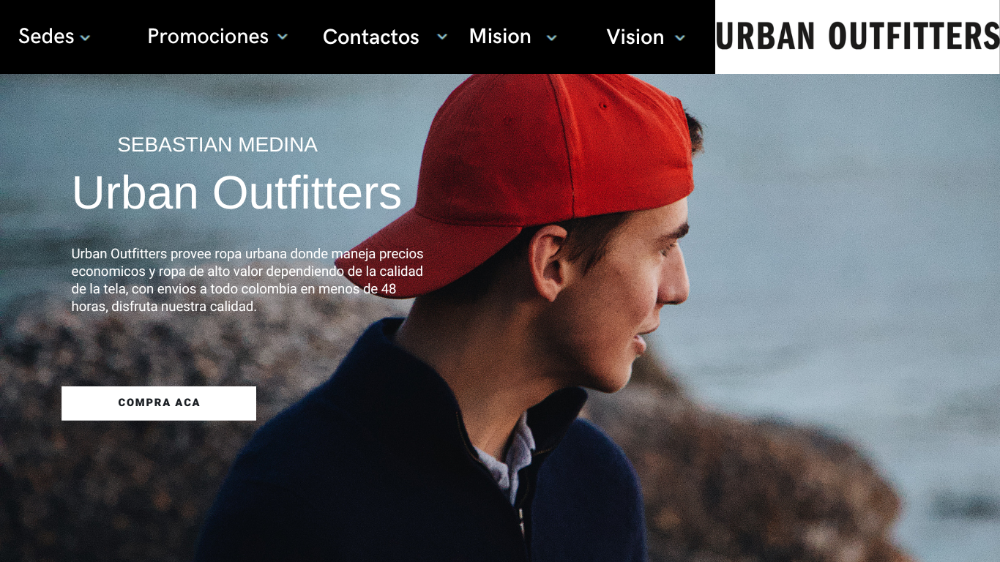 Sedes
Promociones
Contactos
Mision
Vision
URBAN OUTFITTERS
SEBASTIAN MEDINA
Urban Outfitters
Urban Outfitters provee ropa urbana donde maneja precios
economicos y ropa de alto valor dependiendo de la calidad
de la tela, con envios a todo colombia en menos de 48
horas, disfruta nuestra calidad.
COMPRA ACA